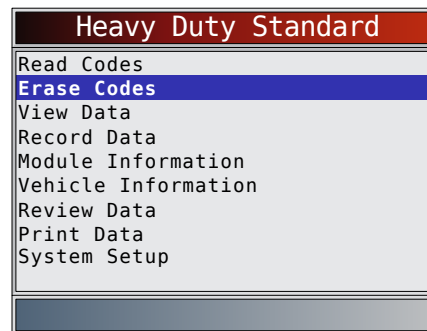 Heavy Duty Standard
Read Codes
Erase Codes
View Data
Record Data
Module Information
Vehicle Information
Review Data
Print Data
System Setup